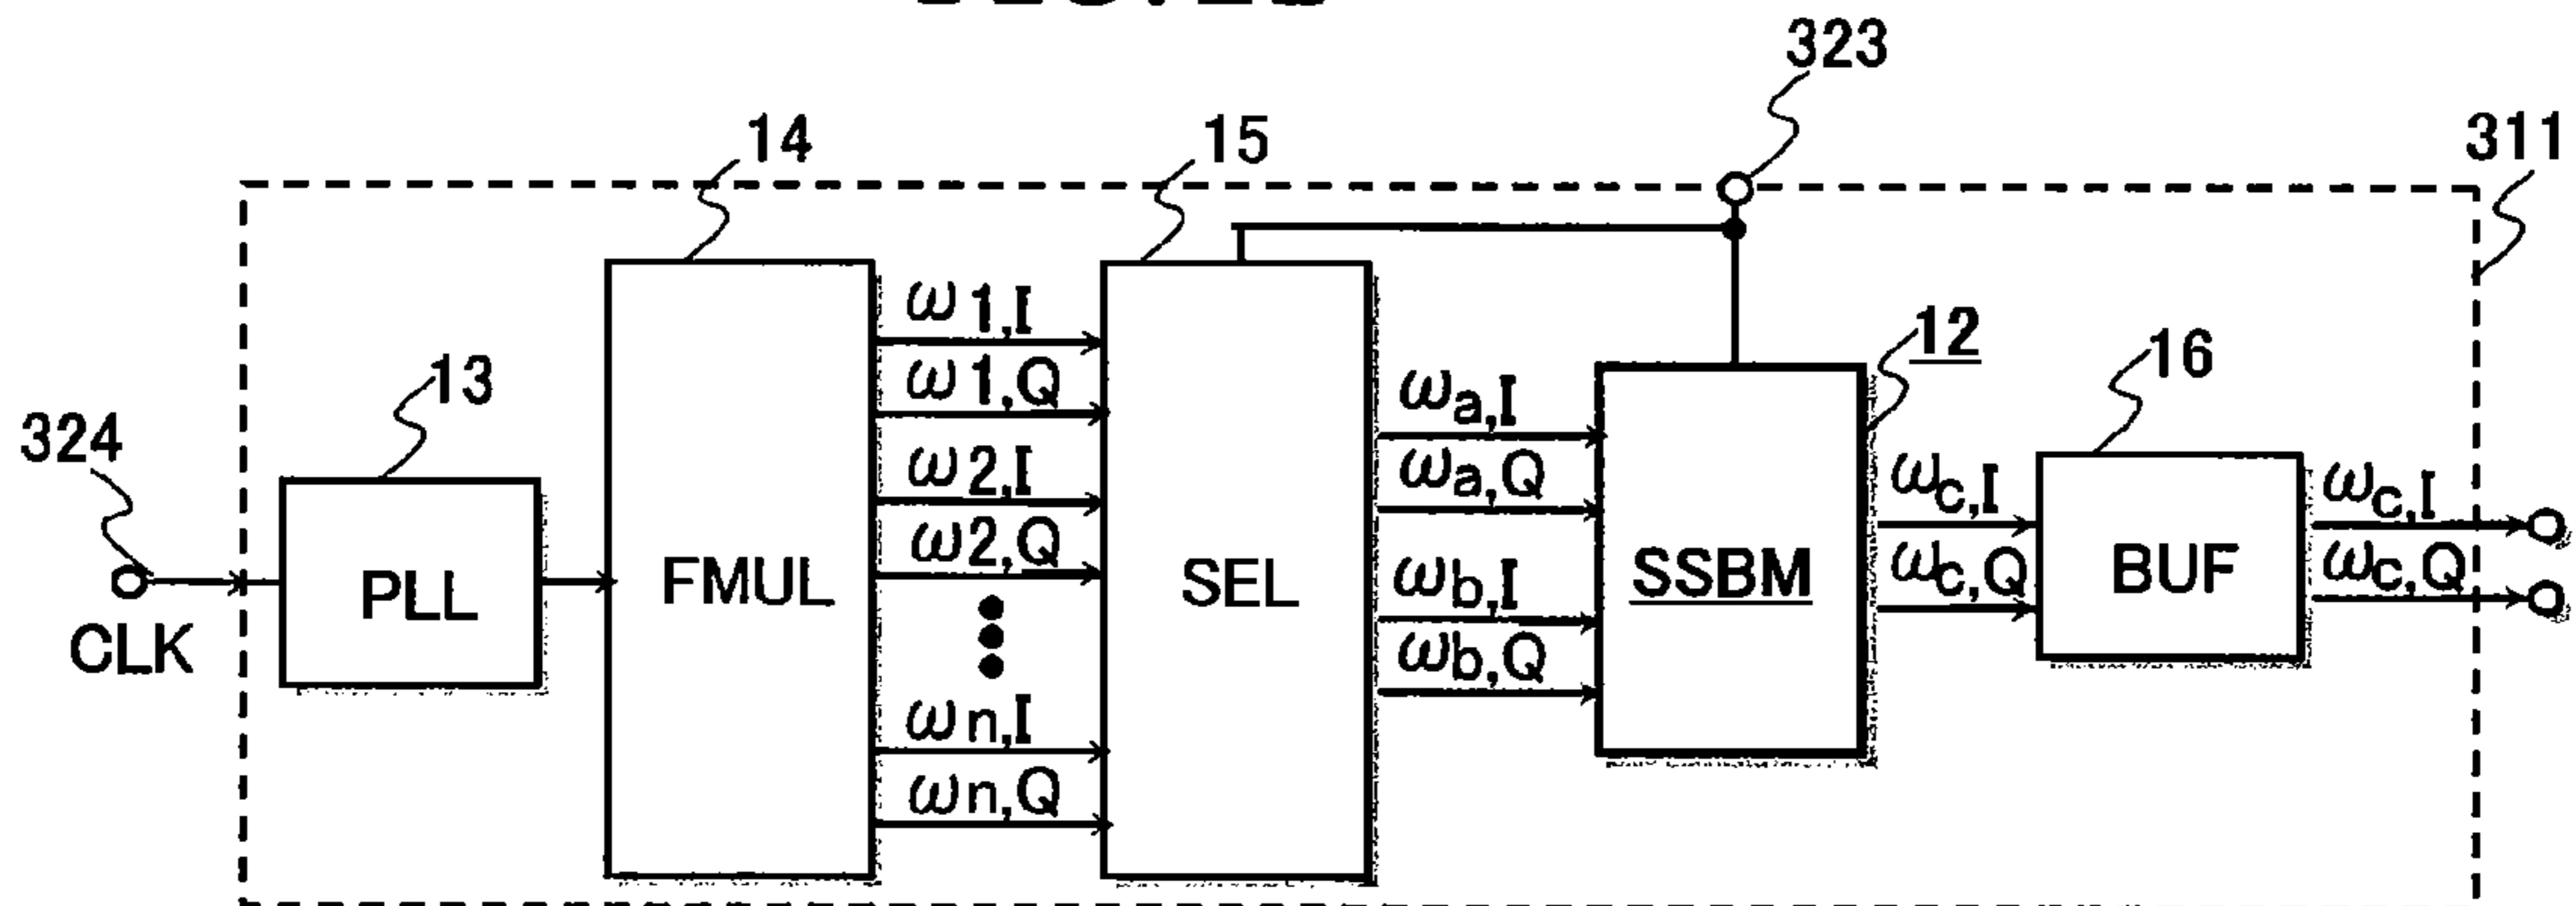 323
14
15
311
ω1,I
ω1,Q
ω2,I
ω2,Q
ωn,I
ωn,Q
12
16
13
324
ωa,I
ωa,Q
ωb,I
ωb,Q
ωc,I
ωc,Q
ωc,I
ωc,Q
PLL
FMUL
SEL
SSBM
BUF
CLK